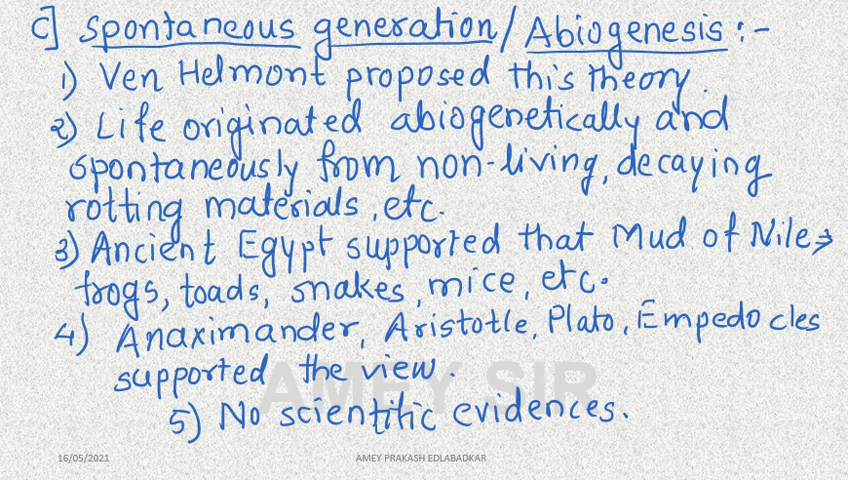 C] Spontaneous generation / Abiogenesis :-
1) Ven Helmont proposed this theory.
2) Life originated abiogenetically and
spontaneously from non-living, decaying
rotting materials, etc.
3) Ancient Egypt supported that Mud of Nile →
frogs, toads, snakes, mice, etc.
4) Anaximander, Aristotle, Plato, Empedocles
supported the view.
AMEY SIR
5) No scientific evidences.
16/05/2021 AMEY PRAKASH EDLABADKAR